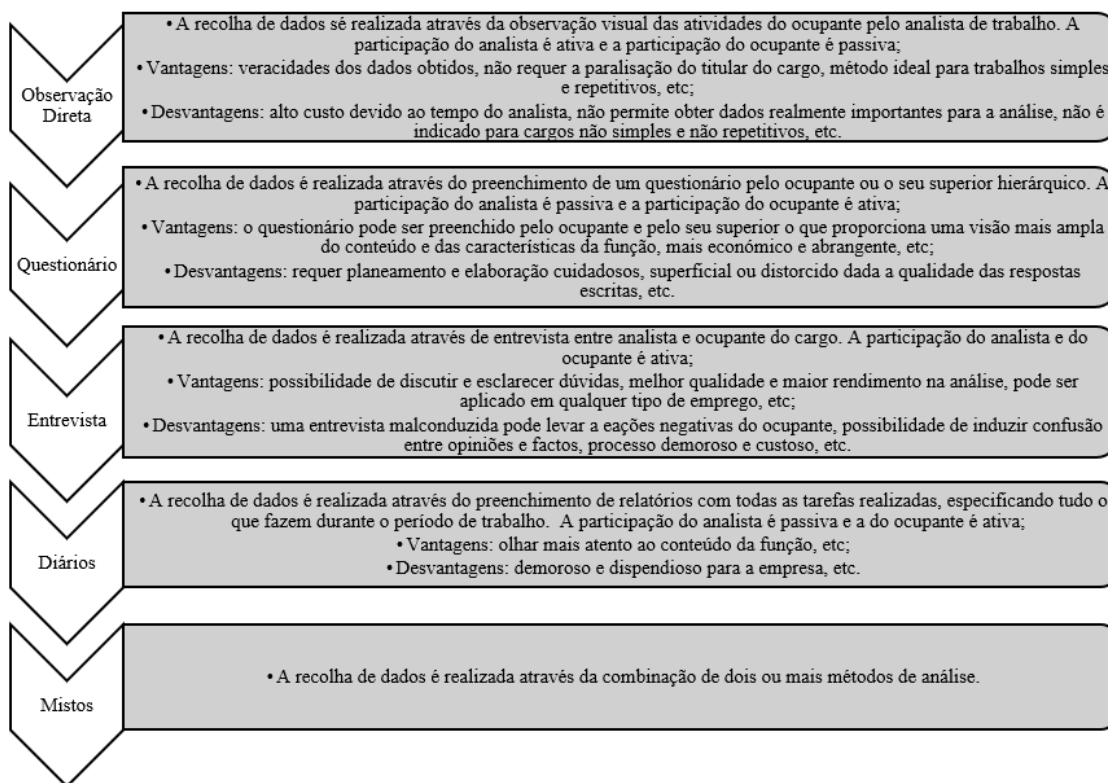 Observação
Direta
• A recolha de dados sé realizada através da observação visual das atividades do ocupante pelo analista de trabalho. A
participação do analista é ativa e a participação do ocupante é passiva;
• Vantagens: veracidades dos dados obtidos, não requer a paralisação do titular do cargo, método ideal para trabalhos simples
e repetitivos, etc;
• Desvantagens: alto custo devido ao tempo do analista, não permite obter dados realmente importantes para a análise, não é
indicado para cargos não simples e não repetitivos, etc.
Questionário
• A recolha de dados é realizada através do preenchimento de um questionário pelo ocupante ou o seu superior hierárquico. A
participação do analista é passiva e a participação do ocupante é ativa;
• Vantagens: o questionário pode ser preenchido pelo ocupante e pelo seu superior o que proporciona uma visão mais ampla
do conteúdo e das características da função, mais económico e abrangente, etc;
• Desvantagens: requer planeamento e elaboração cuidadosos, superficial ou distorcido dada a qualidade das respostas
escritas, etc.
Entrevista
• A recolha de dados é realizada através de entrevista entre analista e ocupante do cargo. A participação do analista e do
ocupante é ativa;
• Vantagens: possibilidade de discutir e esclarecer dúvidas, melhor qualidade e maior rendimento na análise, pode ser
aplicado em qualquer tipo de emprego, etc;
• Desvantagens: uma entrevista malconduzida pode levar a eações negativas do ocupante, possibilidade de induzir confusão
entre opiniões e factos, processo demoroso e custoso, etc.
Diários
• A recolha de dados é realizada através do preenchimento de relatórios com todas as tarefas realizadas, especificando tudo o
que fazem durante o período de trabalho. A participação do analista é passiva e a do ocupante é ativa;
• Vantagens: olhar mais atento ao conteúdo da função, etc;
• Desvantagens: demoroso e dispendioso para a empresa, etc.
Mistos
• A recolha de dados é realizada através da combinação de dois ou mais métodos de análise.